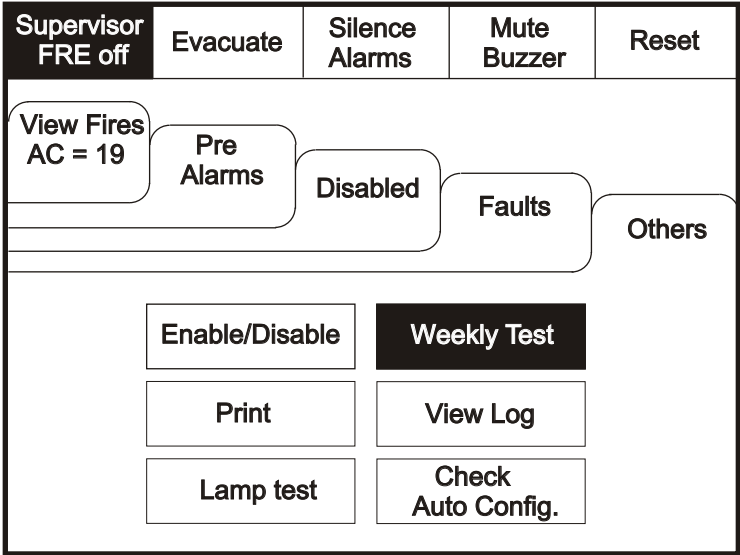 Supervisor
FRE off
Evacuate
Silence
Alarms
Mute
Buzzer
Reset
View Fires
AC = 19
Pre
Alarms
Disabled
Faults
Others
Enable/Disable
Weekly Test
Print
View Log
Lamp test
Check
Auto Config.